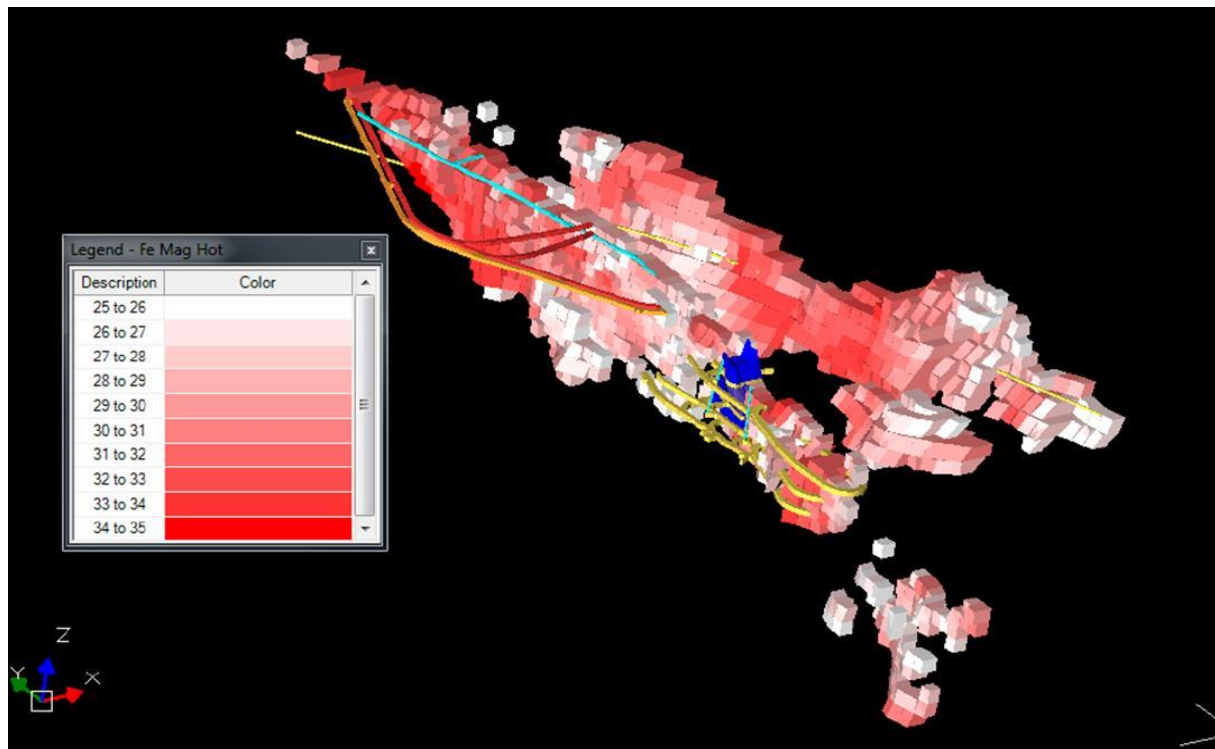 Legend - Fe Mag Hot
Description Color
25 to 26
26 to 27
27 to 28
28 to 29
29 to 30
30 to 31
31 to 32
32 to 33
33 to 34
34 to 35
Z
Y X